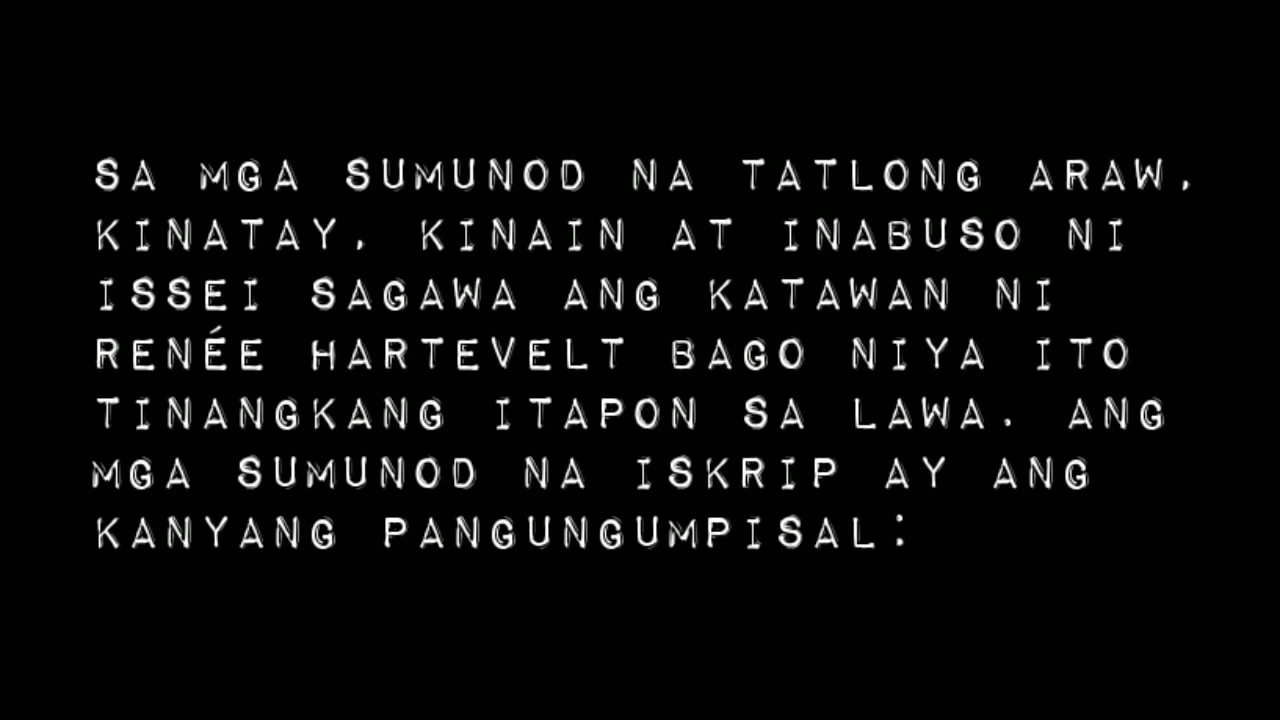 SA MGA SUMUNOD NA TATLONG ARAW,
KINATAY, KINAIN AT INABUSO NI
ISSEI SAGAWA ANG KATAWAN NI
RENÉE HARTEVELT BAGO NIYA ITO
TINANGKANG ITAPON SA LAWA. ANG
MGA SUMUNOD NA ISKRIP AY ANG
KANYANG PANGUNGUMPISAL: